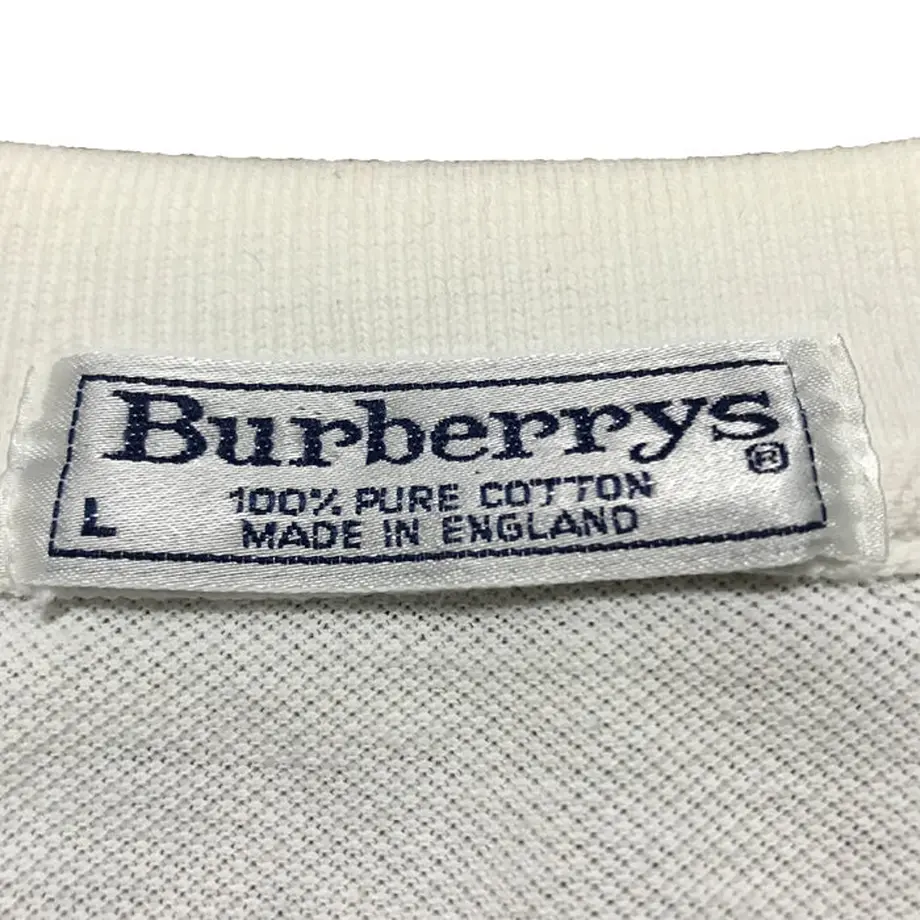 Burberrys®
L 100% PURE COTTON
MADE IN ENGLAND